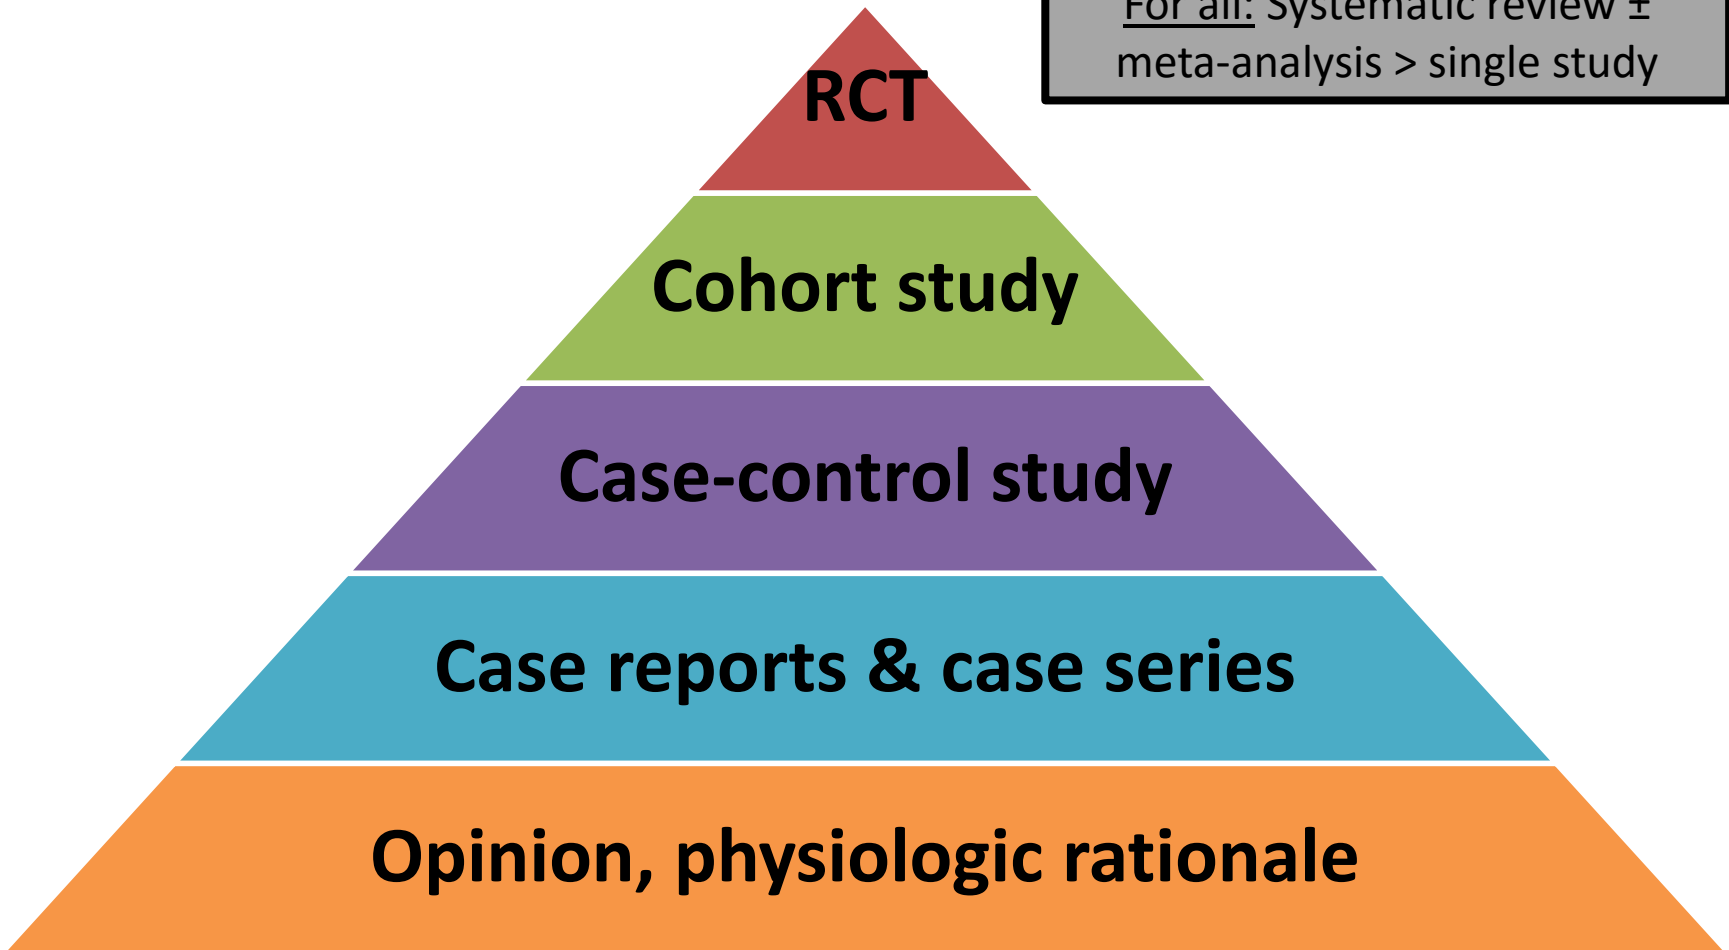 For all: Systematic review ±
meta-analysis > single study
RCT
Cohort study
Case-control study
Case reports & case series
Opinion, physiologic rationale